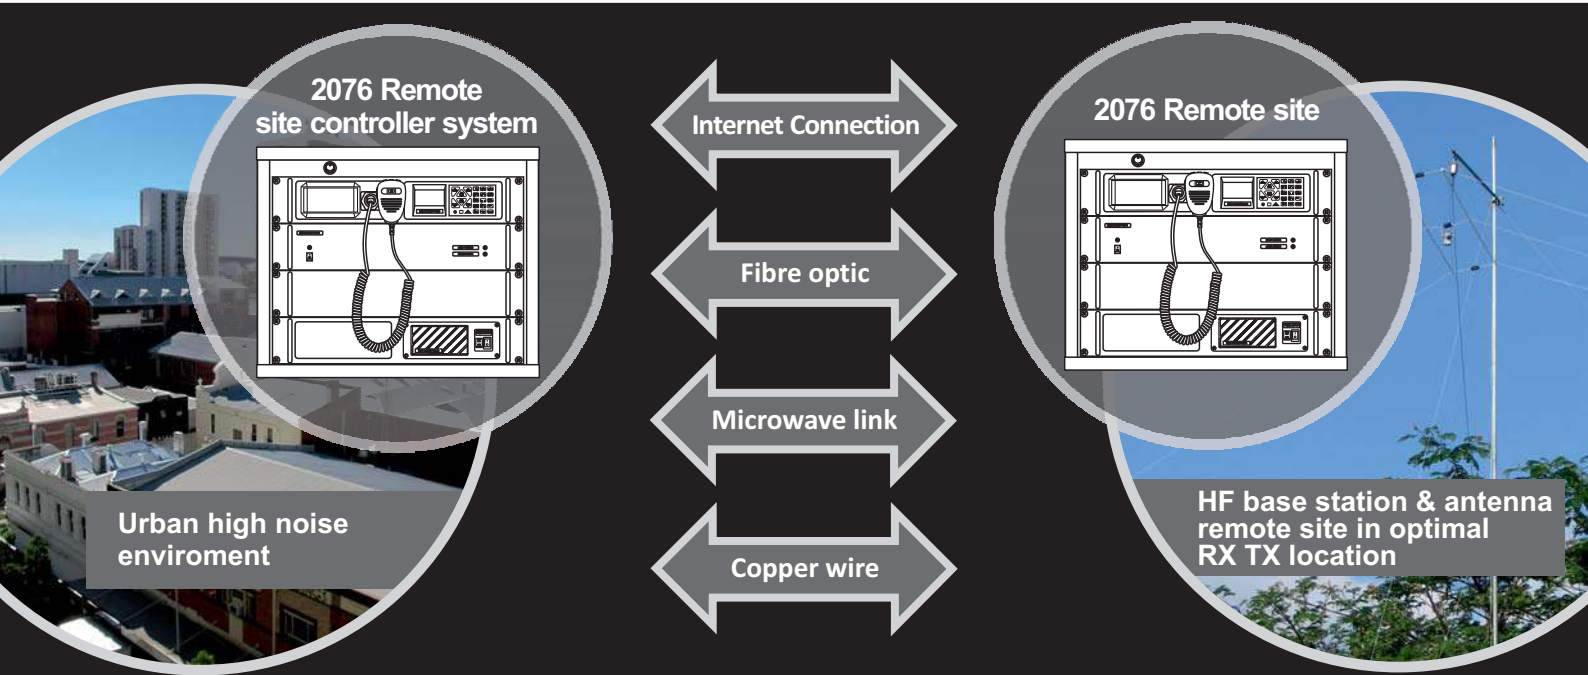 2076 Remote
site controller system
Urban high noise
enviroment
Internet Connection
Fibre optic
Microwave link
Copper wire
2076 Remote site
HF base station & antenna
remote site in optimal
RX TX location